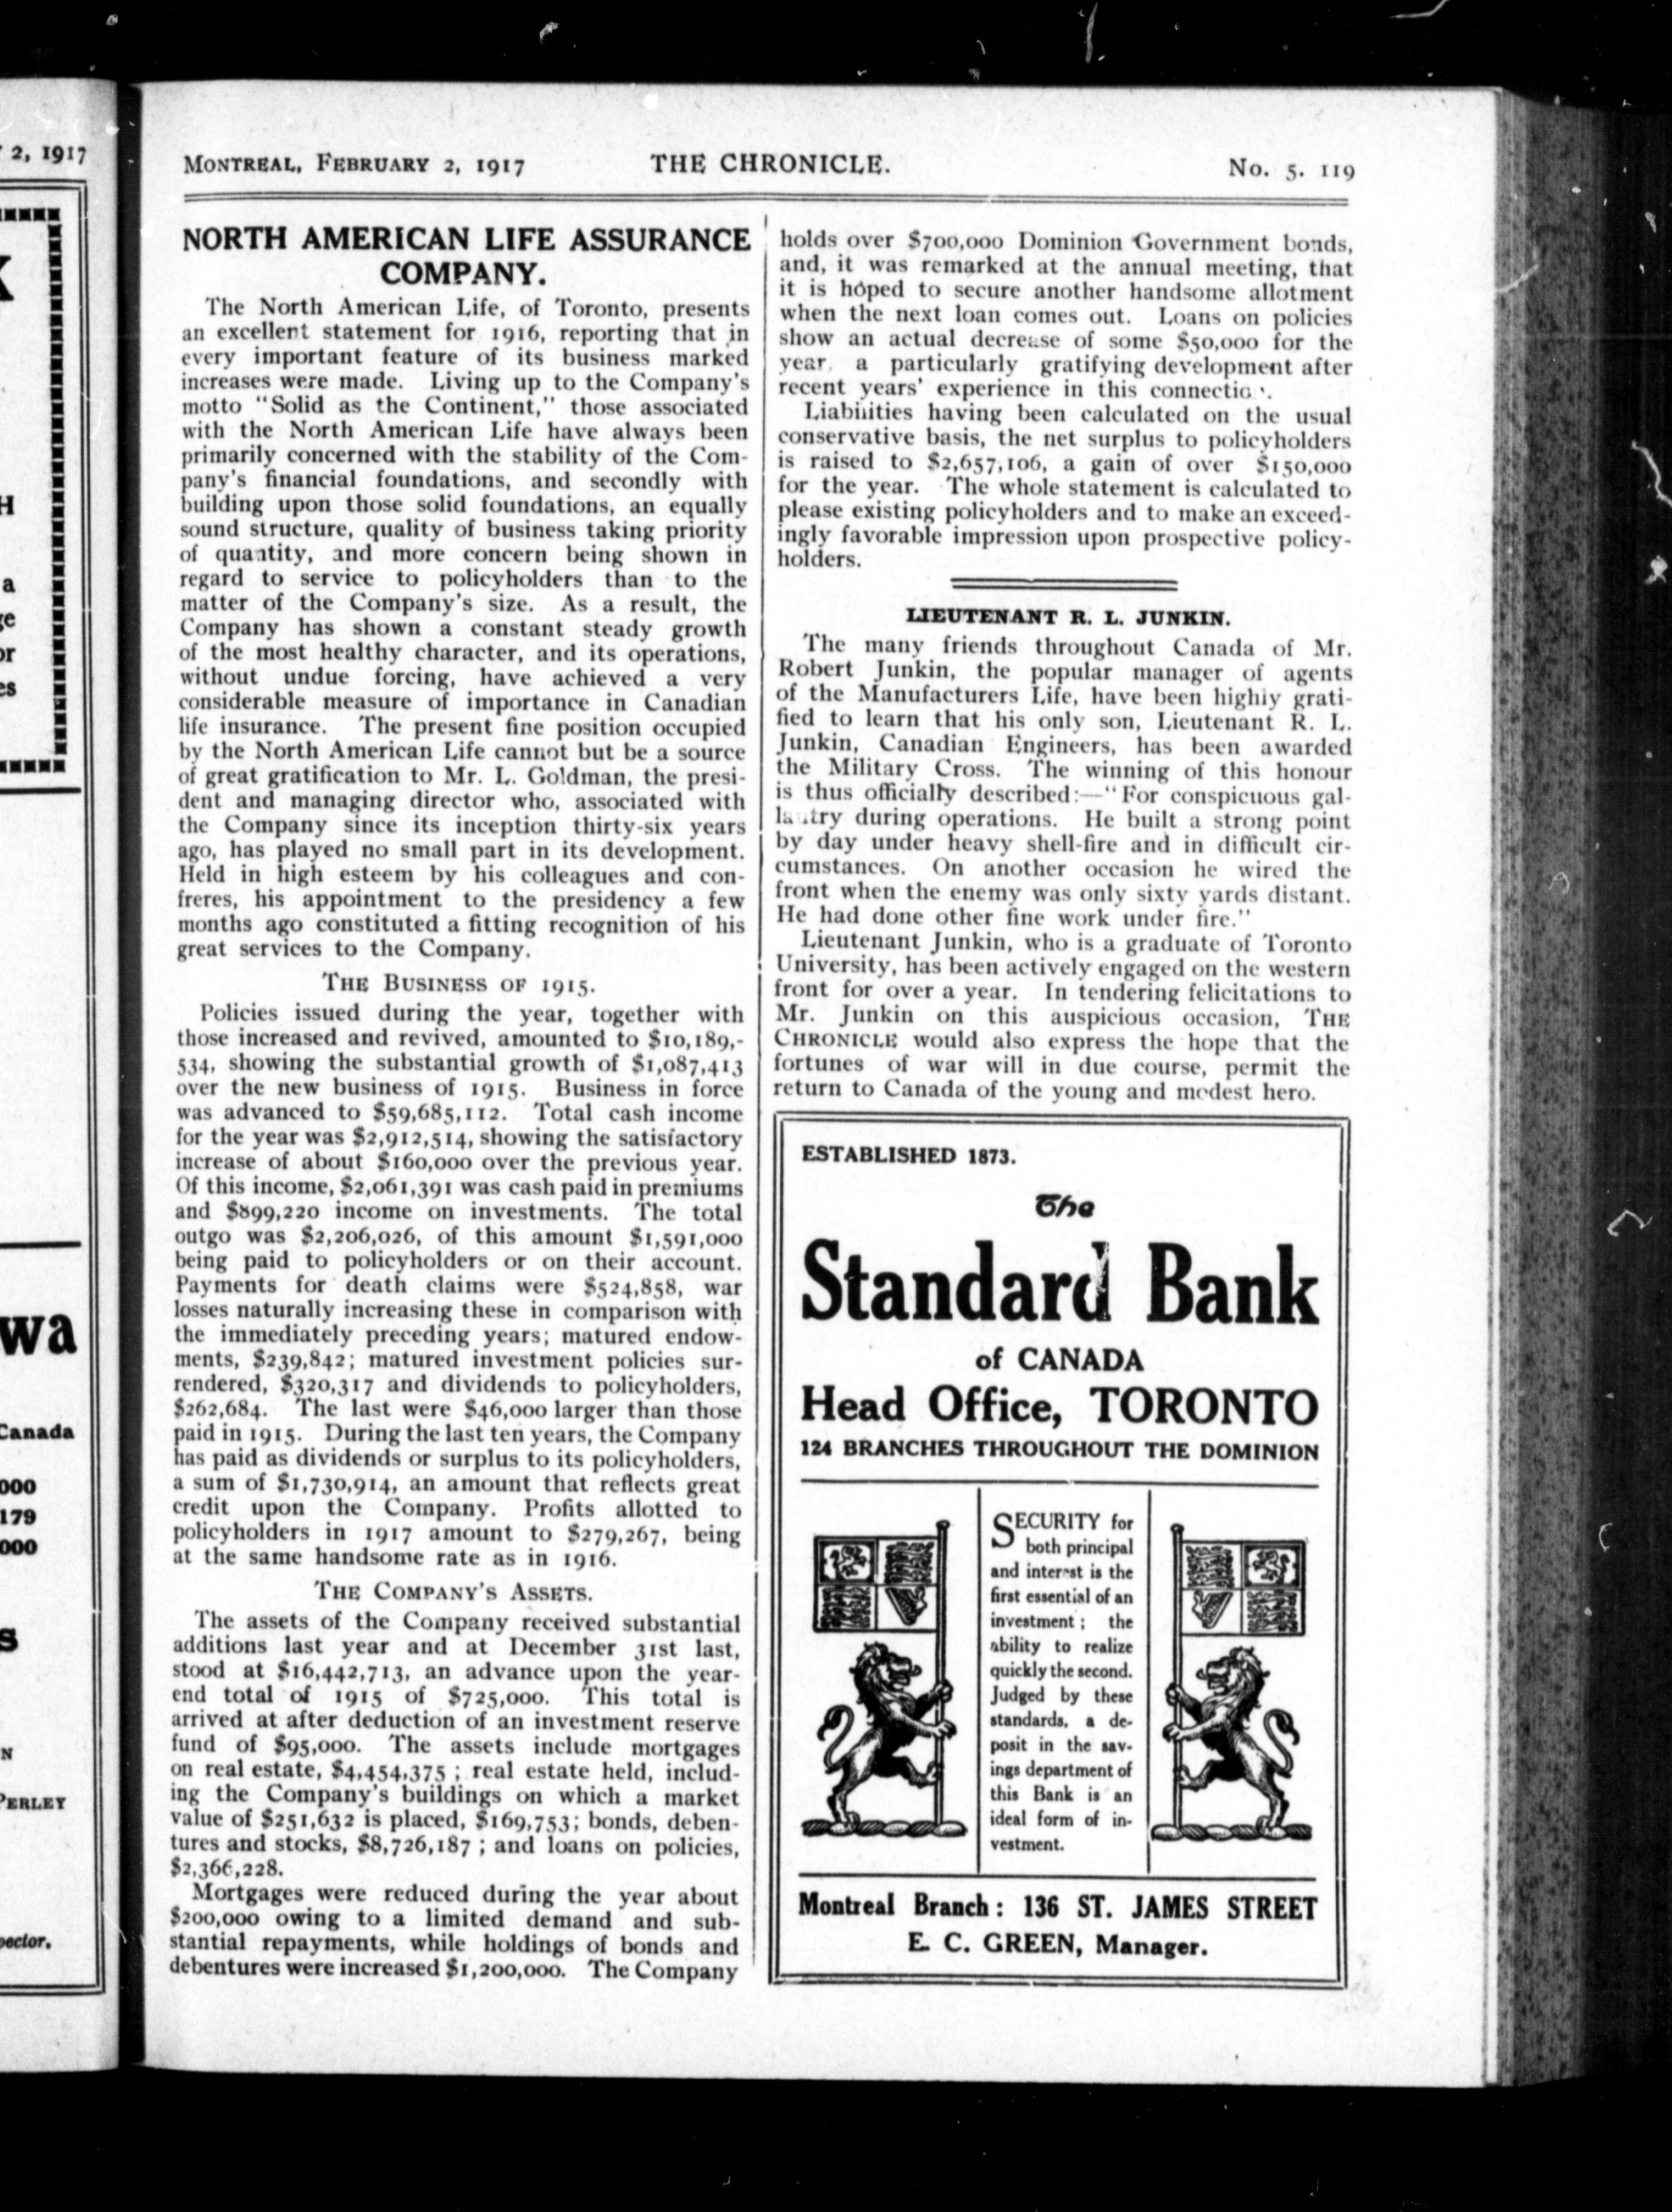 2, 1917
a
Canada
000
179
000
PERLEY
MONTREAL, FEBRUARY 2, 1917 THE CHRONICLE. No. 5. 119
NORTH AMERICAN LIFE ASSURANCE
COMPANY.
The North American Life, of Toronto, presents
an excellent statement for 1916, reporting that in
every important feature of its business marked
increases were made. Living up to the Company's
motto "Solid as the Continent," those associated
with the North American Life have always been
primarily concerned with the stability of the Com-
pany's financial foundations, and secondly with
building upon those solid foundations, an equally
sound structure, quality of business taking priority
of quantity, and more concern being shown in
regard to service to policyholders than to the
matter of the Company's size. As a result, the
Company has shown a constant steady growth
of the most healthy character, and its operations,
without undue forcing, have achieved a very
considerable measure of importance in Canadian
life insurance. The present fine position occupied
by the North American Life cannot but be a source
of great gratification to Mr. L. Goldman, the presi-
dent and managing director who, associated with
the Company since its inception thirty-six years
ago, has played no small part in its development.
Held in high esteem by his colleagues and con-
freres, his appointment to the presidency a few
months ago constituted a fitting recognition of his
great services to the Company.
THE BUSINESS OF 1915.
Policies issued during the year, together with
those increased and revived, amounted to $10,189,-
534, showing the substantial growth of $1,087,413
over the new business of 1915. Business in force
was advanced to $59,685,112. Total cash income
for the year was $2,912,514, showing the satisfactory
increase of about $160,000 over the previous year.
Of this income, $2,061,391 was cash paid in premiums
and $899,220 income on investments. The total
outgo was $2,206,026, of this amount $1,591,000
being paid to policyholders or on their account.
Payments for death claims were $524,858, war
losses naturally increasing these in comparison with
the immediately preceding years; matured endow-
ments, $239,842; matured investment policies sur-
rendered, $320,317 and dividends to policyholders,
$262,684. The last were $46,000 larger than those
paid in 1915. During the last ten years, the Company
has paid as dividends or surplus to its policyholders,
a sum of $1,730,914, an amount that reflects great
credit upon the Company. Profits allotted to
policyholders in 1917 amount to $279,267, being
at the same handsome rate as in 1916.
THE COMPANY'S ASSETS.
The assets of the Company received substantial
additions last year and at December 31st last,
stood at $16,442,713, an advance upon the year-
end total of 1915 of $725,000. This total is
arrived at after deduction of an investment reserve
fund of $95,000. The assets include mortgages
on real estate, $4,454,375 ; real estate held, includ-
ing the Company's buildings on which a market
value of $251,632 is placed, $169,753; bonds, deben-
tures and stocks, $8,726,187 ; and loans on policies,
$2,366,228.
Mortgages were reduced during the year about
$200,000 owing to a limited demand and sub-
stantial repayments, while holdings of bonds and
debentures were increased $1,200,000. The Company
holds over $700,000 Dominion Government bonds,
and, it was remarked at the annual meeting, that
it is hoped to secure another handsome allotment
when the next loan comes out. Loans on policies
show an actual decrease of some $50,000 for the
year, a particularly gratifying development after
recent years' experience in this
Liabilities having been calculated on the usual
conservative basis, the net surplus to policyholders
is raised to $2,657,106, a gain of over $150,000
for the year. The whole statement is calculated to
please existing policyholders and to make an exceed-
ingly favorable impression upon prospective policy-
holders.
LIEUTENANT R. L. JUNKIN.
The many friends throughout Canada of Mr.
Robert Junkin, the popular manager of agents
of the Manufacturers Life, have been highly grati-
fied to learn that his only son, Lieutenant R. L.
Junkin, Canadian Engineers, has been awarded
the Military Cross. The winning of this honour
is thus officially described:—"For conspicuous gal-
lantry during operations. He built a strong point
by day under heavy shell-fire and in difficult cir-
cumstances. On another occasion he wired the
front when the enemy was only sixty yards distant.
He had done other fine work under fire."
Lieutenant Junkin, who is a graduate of Toronto
University, has been actively engaged on the western
front for over a year. In tendering felicitations to
Mr. Junkin on this auspicious occasion, THE
CHRONICLE would also express the hope that the
fortunes of war will in due course, permit the
return to Canada of the young and modest hero.
ESTABLISHED 1873.
The
Standard Bank
of CANADA
Head Office, TORONTO
124 BRANCHES THROUGHOUT THE DOMINION
SECURITY for
both principal
and interest is the
first essential of an
investment ; the
ability to realize
quickly the second.
Judged by these
standards, a de-
posit in the sav-
ings department of
this Bank is an
ideal form of in-
vestment.
Montreal Branch : 136 ST. JAMES STREET
E. C. GREEN, Manager.